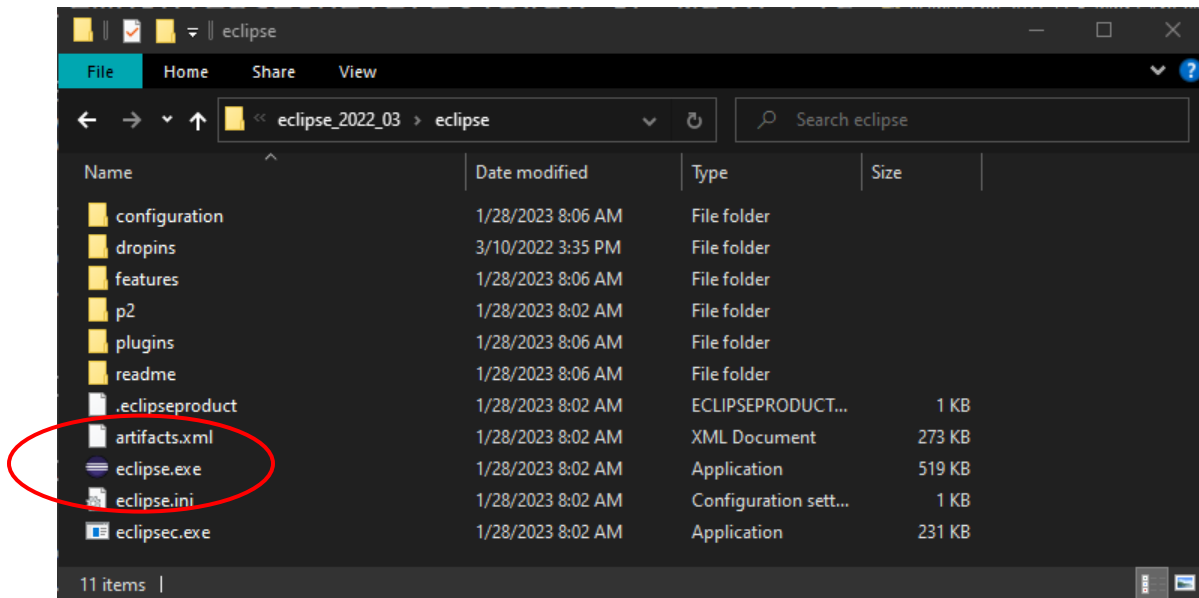 eclipse
File Home Share View
eclipse_2022_03 eclipse Search eclipse
Name Date modified Type Size
configuration 1/28/2023 8:06 AM File folder
dropins 3/10/2022 3:35 PM File folder
features 1/28/2023 8:06 AM File folder
p2 1/28/2023 8:02 AM File folder
plugins 1/28/2023 8:06 AM File folder
readme 1/28/2023 8:06 AM File folder
.eclipseproduct 1/28/2023 8:02 AM ECLIPSEPRODUCT... 1 KB
artifacts.xml 1/28/2023 8:02 AM XML Document 273 KB
eclipse.exe 1/28/2023 8:02 AM Application 519 KB
eclipse.ini 1/28/2023 8:02 AM Configuration sett... 1 KB
eclipsec.exe 1/28/2023 8:02 AM Application 231 KB
11 items